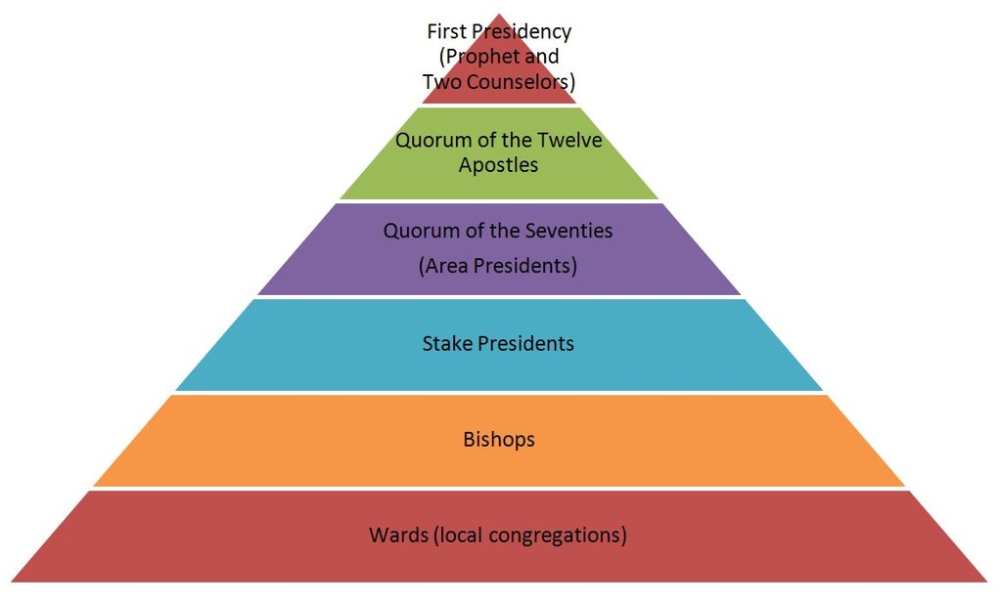 First Presidency
(Prophet and
Two Counselors)
Quorum of the Twelve
Apostles
Quorum of the Seventies
(Area Presidents)
Stake Presidents
Bishops
Wards (local congregations)